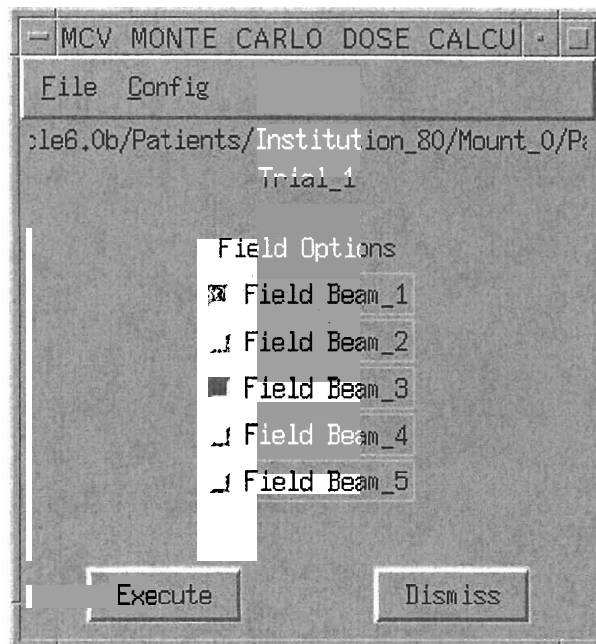 MCV MONTE CARLO DOSE CALCU
File Config
cle6.0b/Patients/Institution_80/Mount_0/Pa
Trial_1
Field Options
Field Beam_1
Field Beam_2
Field Beam_3
Field Beam_4
Field Beam_5
Execute Dismiss